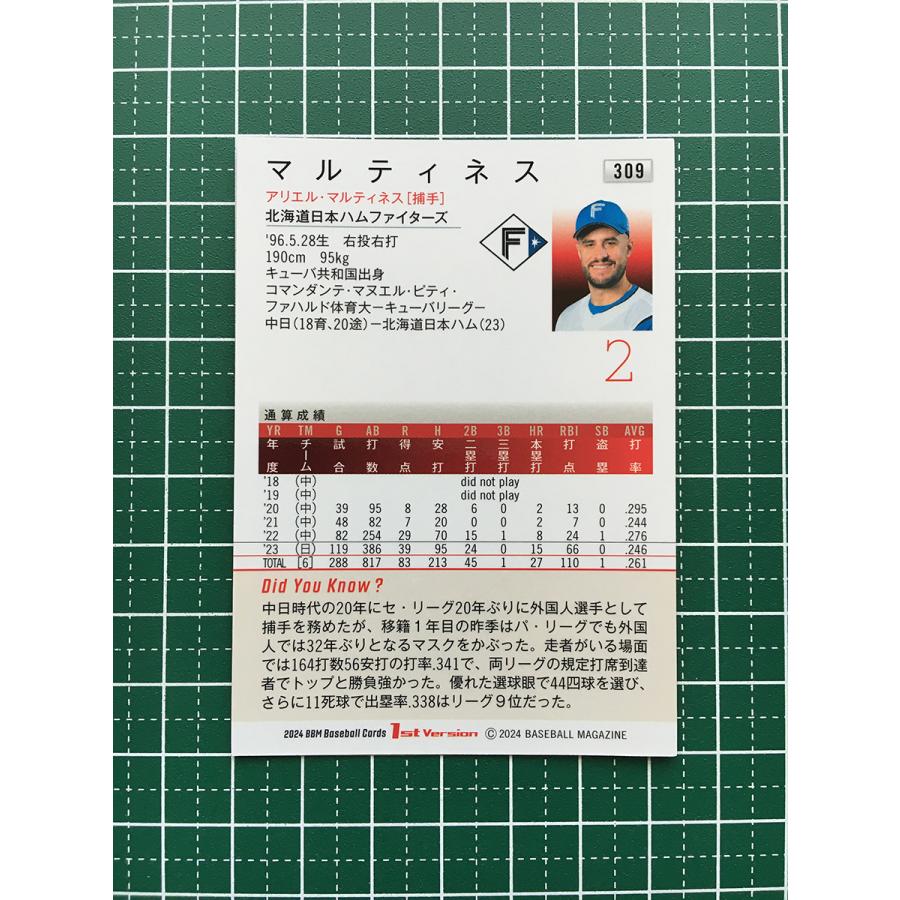 マルティネス
309
アリエル・マルティネス[捕手]
北海道日本ハムファイターズ
'96.5.28生 右投右打
190cm 95kg
キューバ共和国出身
コマンダンテ・マヌエル・ピティ・
ファハルド体育大ーキューバリーグー
中日(18育、20途)ー北海道日本ハム(23)
F
F
2
通算成績
YR TM G AB R H 2B 3B HR RBI SB AVG
年度 チーム 試合 打数 得点 安打 二塁打 三塁打 本塁打 打点 盗塁 打率
'18 (中) did not play
'19 (中) did not play
'20 (中) 39 95 8 28 6 0 2 13 0 .295
'21 (中) 48 82 7 20 0 0 2 7 0 .244
'22 (中) 82 254 29 70 15 1 8 24 1 .276
'23 (日) 119 386 39 95 24 0 15 66 0 .246
TOTAL [6] 288 817 83 213 45 1 27 110 1 .261
Did You Know?
中日時代の20年にセ・リーグ20年ぶりに外国人選手として
捕手を務めたが、移籍1年目の昨季はパ・リーグでも外国
人では32年ぶりとなるマスクをかぶった。走者がいる場面
では164打数56安打の打率.341で、両リーグの規定打席到達
者でトップと勝負強かった。優れた選球眼で44四球を選び、
さらに11死球で出塁率.338はリーグ9位だった。
2024 BBM Baseball Cards 1st Version © 2024 BASEBALL MAGAZINE